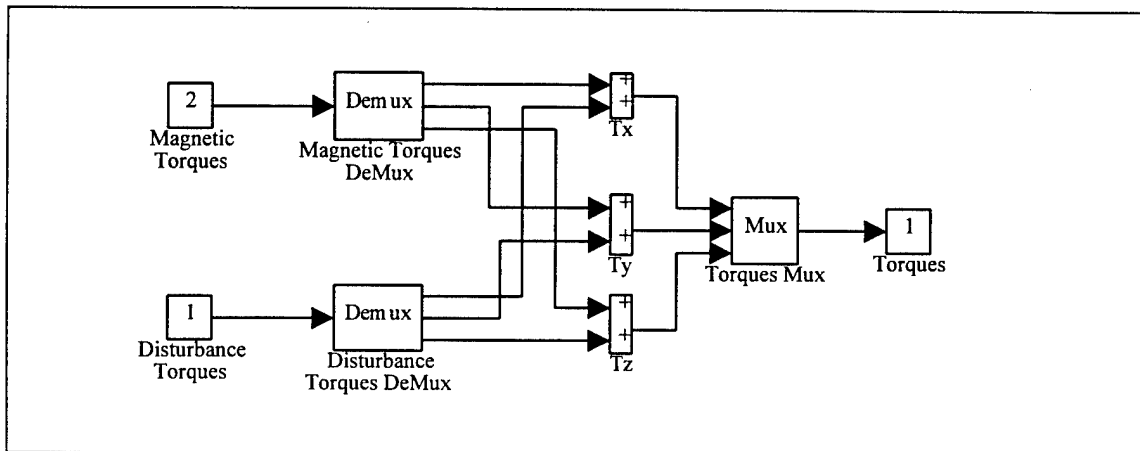 2
Magnetic
Torques
Demux
Magnetic Torques
DeMux
+
+
Tx
+
+
Ty
Mux
Torques Mux
1
Torques
1
Disturbance
Torques
Demux
Disturbance
Torques DeMux
+
+
Tz